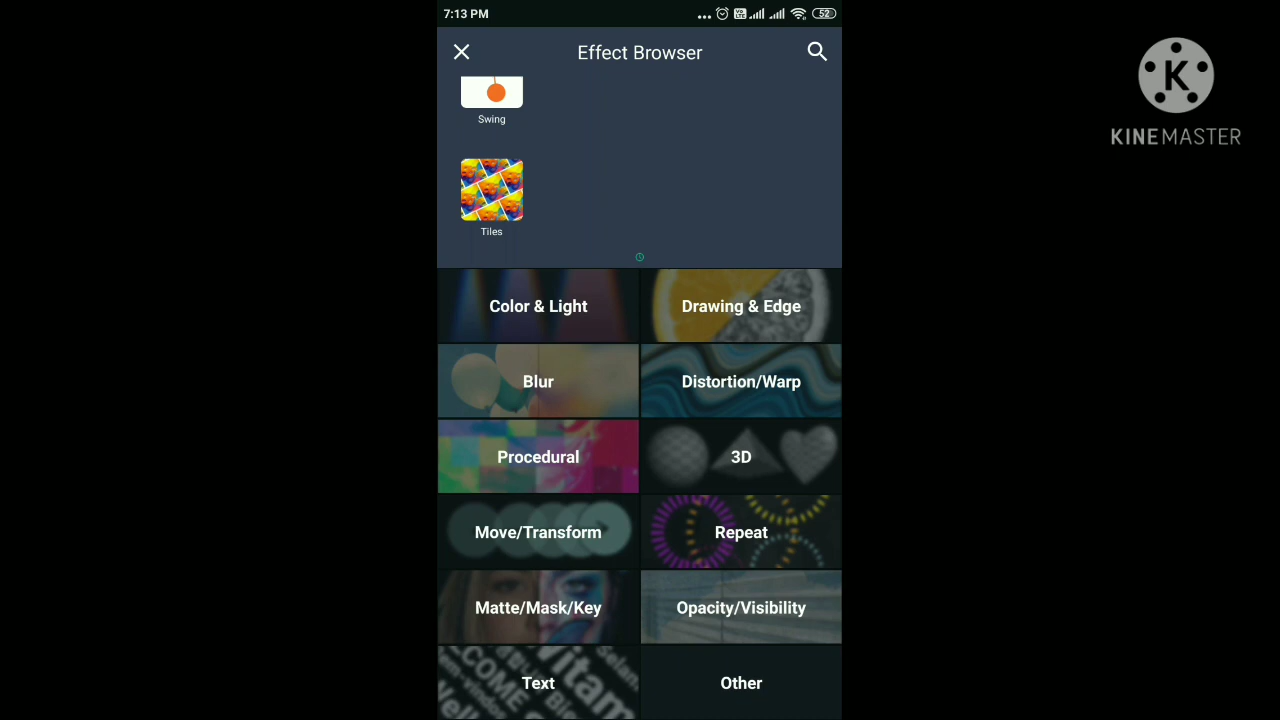 7:13 PM
52
Effect Browser
K
KINEMASTER
Swing
Tiles
Color & Light
Drawing & Edge
Blur
Distortion/Warp
Procedural
3D
Move/Transform
Repeat
Matte/Mask/Key
Opacity/Visibility
Text
Other